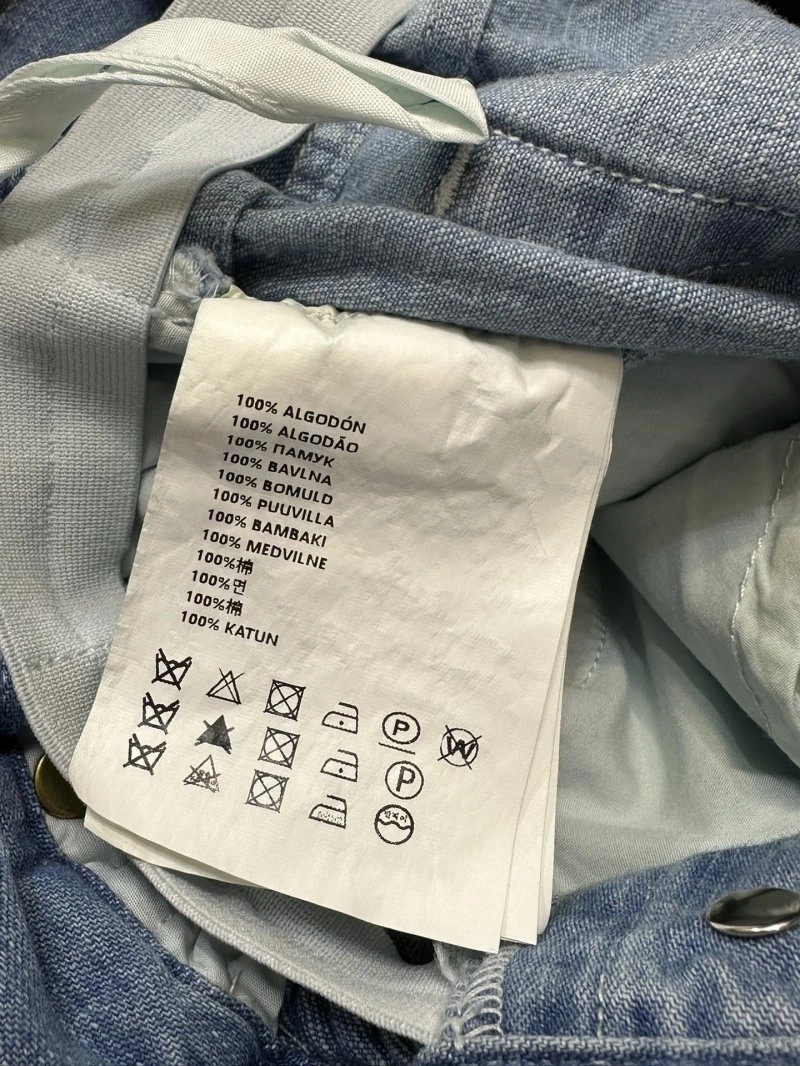 100% ALGODÓN
100% ALGODÃO
100% ПАМУК
100% BAVLNA
100% BOMULD
100% PUUVILLA
100% BAMBAKI
100% MEDVILNE
100%棉
100%면
100%棉
100% KATUN
P W
P